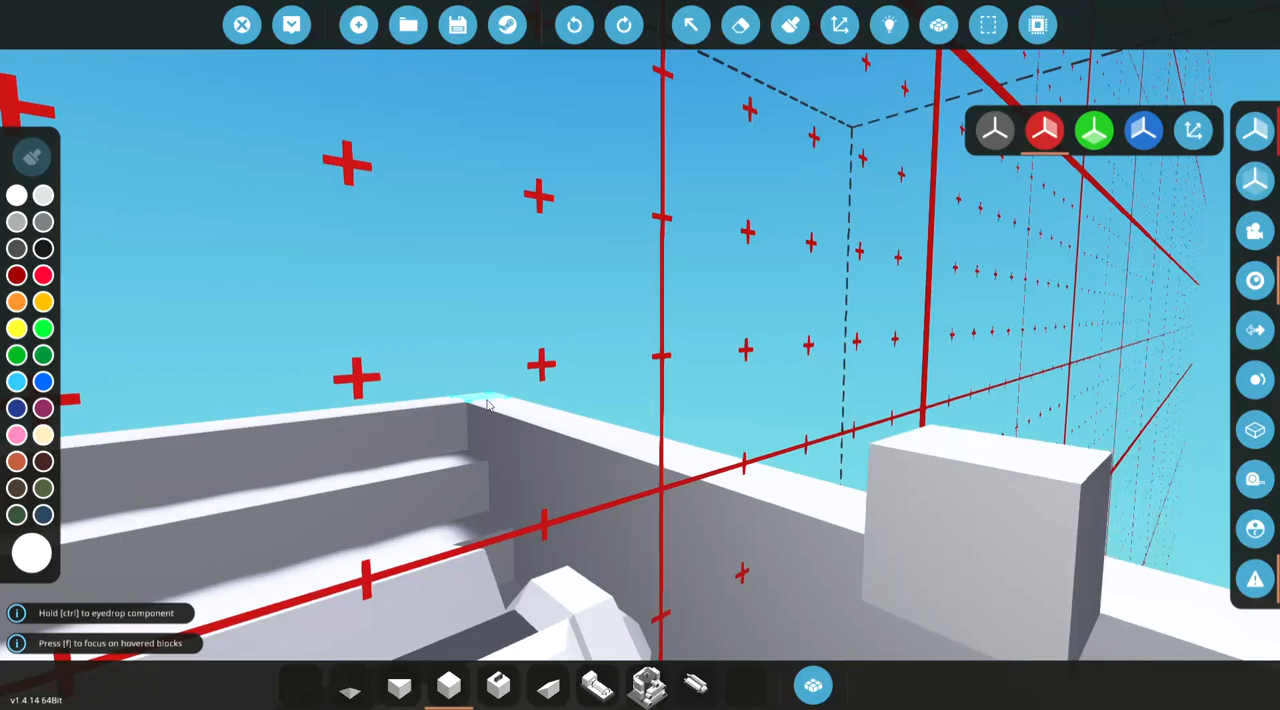 Hold [ctrl] to eyedrop component
Press [f] to focus on hovered blocks
v1.4.14 64Bit